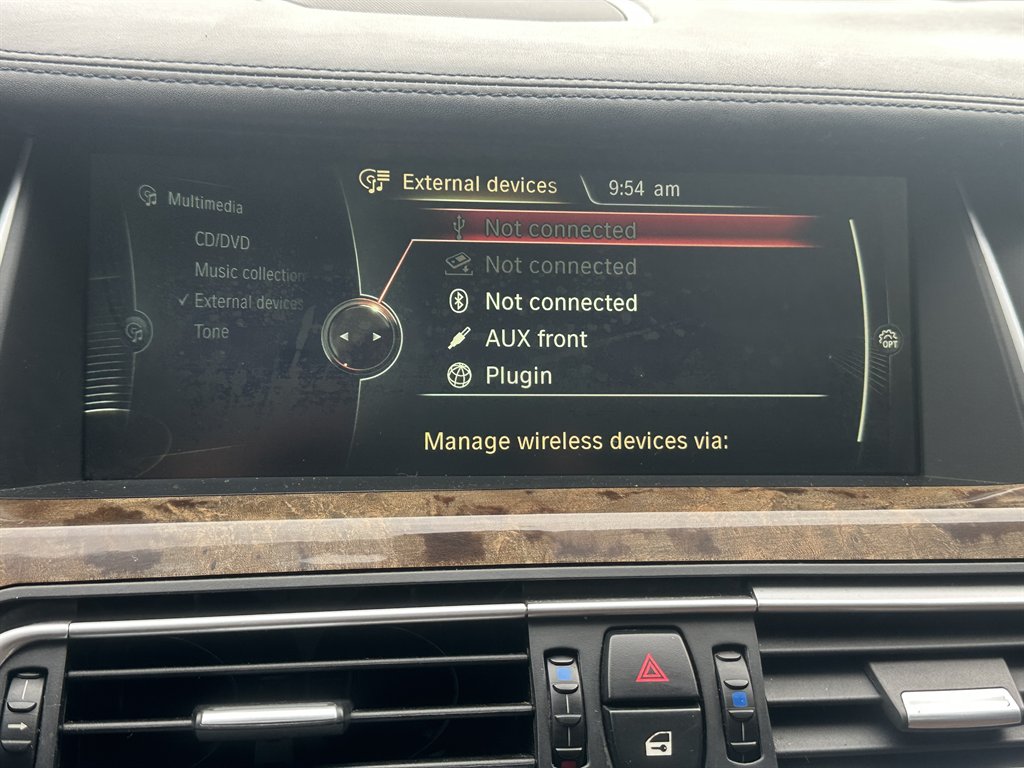 External devices
9:54 am
Multimedia
CD/DVD
Music collection
External devices
Tone
Not connected
Not connected
Not connected
AUX front
Plugin
OPT
Manage wireless devices via: